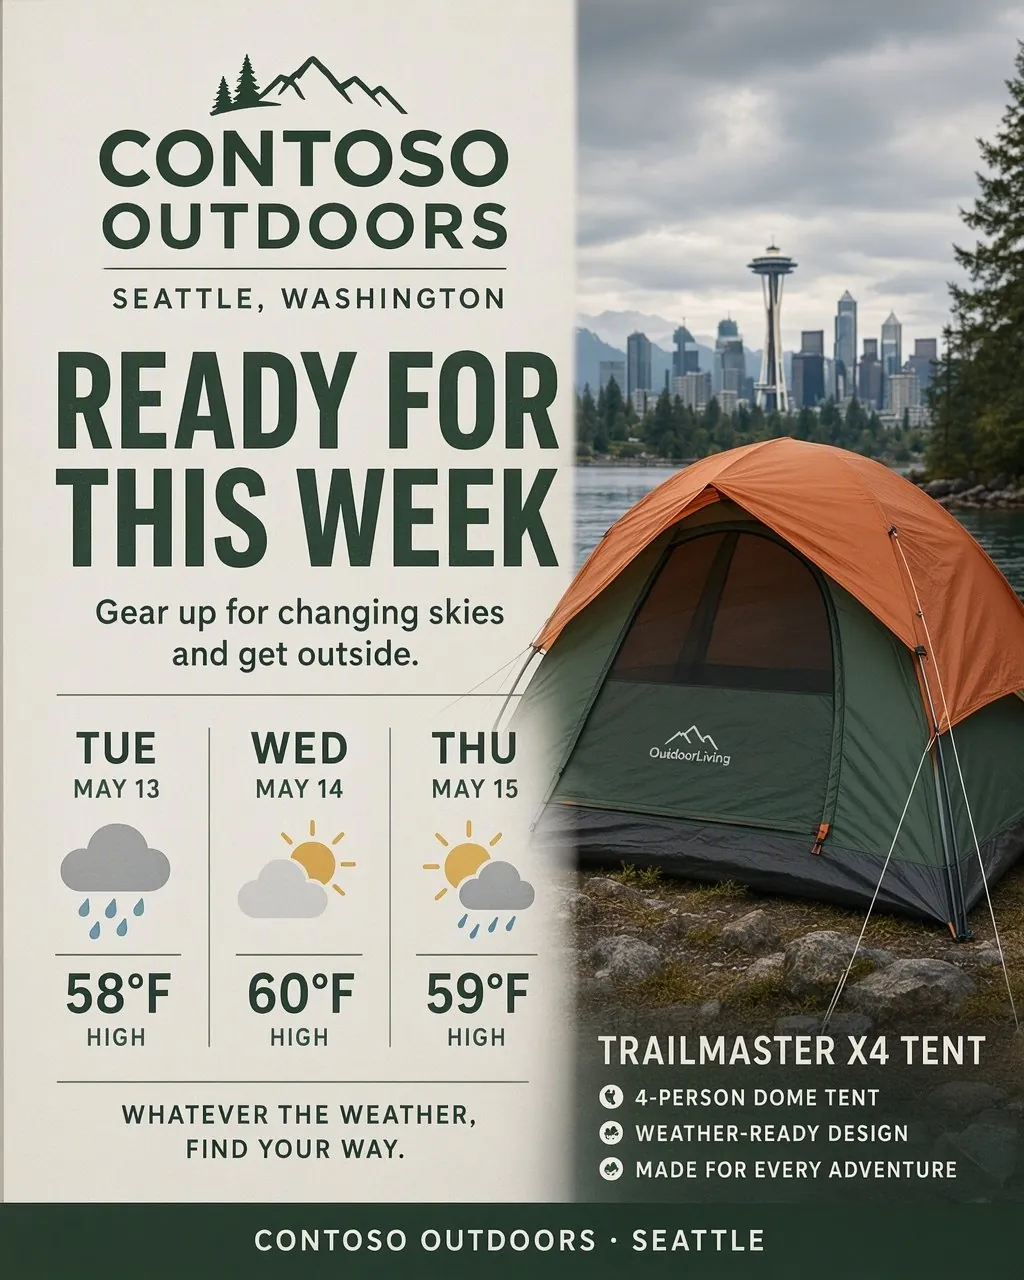 CONTOSO
OUTDOORS
SEATTLE, WASHINGTON
READY FOR
THIS WEEK
Gear up for changing skies
and get outside.
TUE
MAY 13
58°F
HIGH
WED
MAY 14
60°F
HIGH
THU
MAY 15
59°F
HIGH
WHATEVER THE WEATHER,
FIND YOUR WAY.
OutdoorLiving
TRAILMASTER X4 TENT
4-PERSON DOME TENT
WEATHER-READY DESIGN
MADE FOR EVERY ADVENTURE
CONTOSO OUTDOORS · SEATTLE